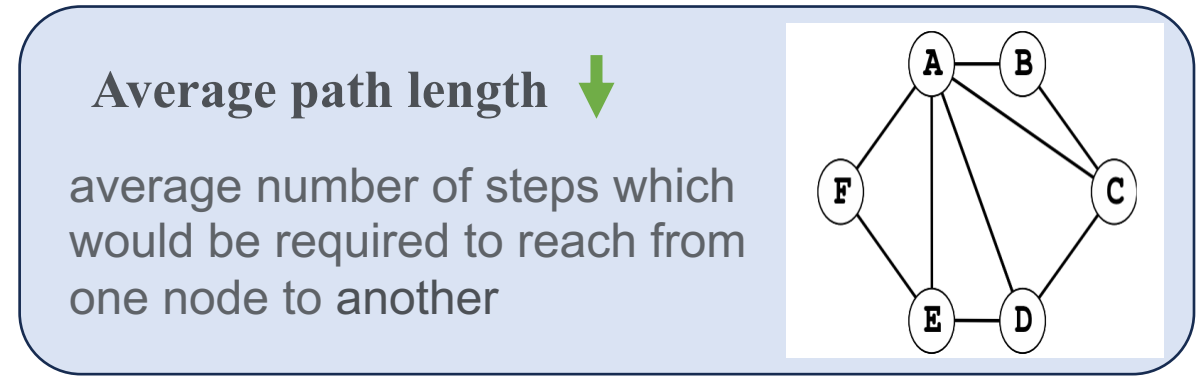 Average path length
average number of steps which
would be required to reach from
one node to another
A B
F C
E D